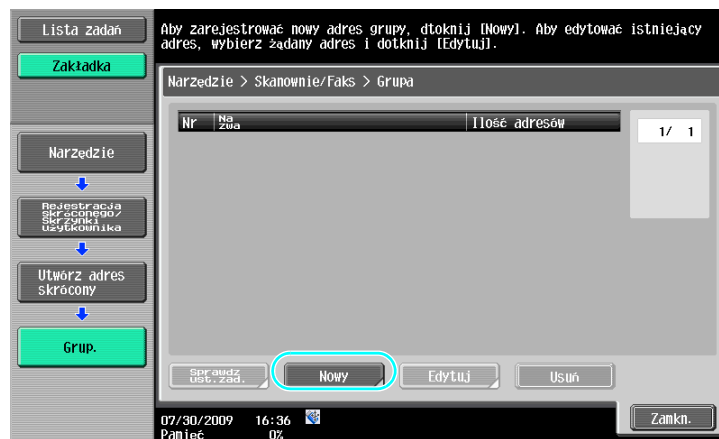 Lista zadań
Zakładka
Aby zarejestrować nowy adres grupy, dtoknij [Nowy]. Aby edytować istniejący
adres, wybierz żądany adres i dotknij [Edytuj].
Narzędzie > Skanownie/Faks > Grupa
Nr
Na
zwa
Ilość adresów
1/ 1
Narzędzie
Rejestracja
skróconego/
Skrzynki
użytkownika
Utwórz adres
skrócony
Grup.
Sprawdz
ust.zad.
Nowy
Edytuj
Usuń
07/30/2009 16:36
Pamięć 0%
Zamkn.